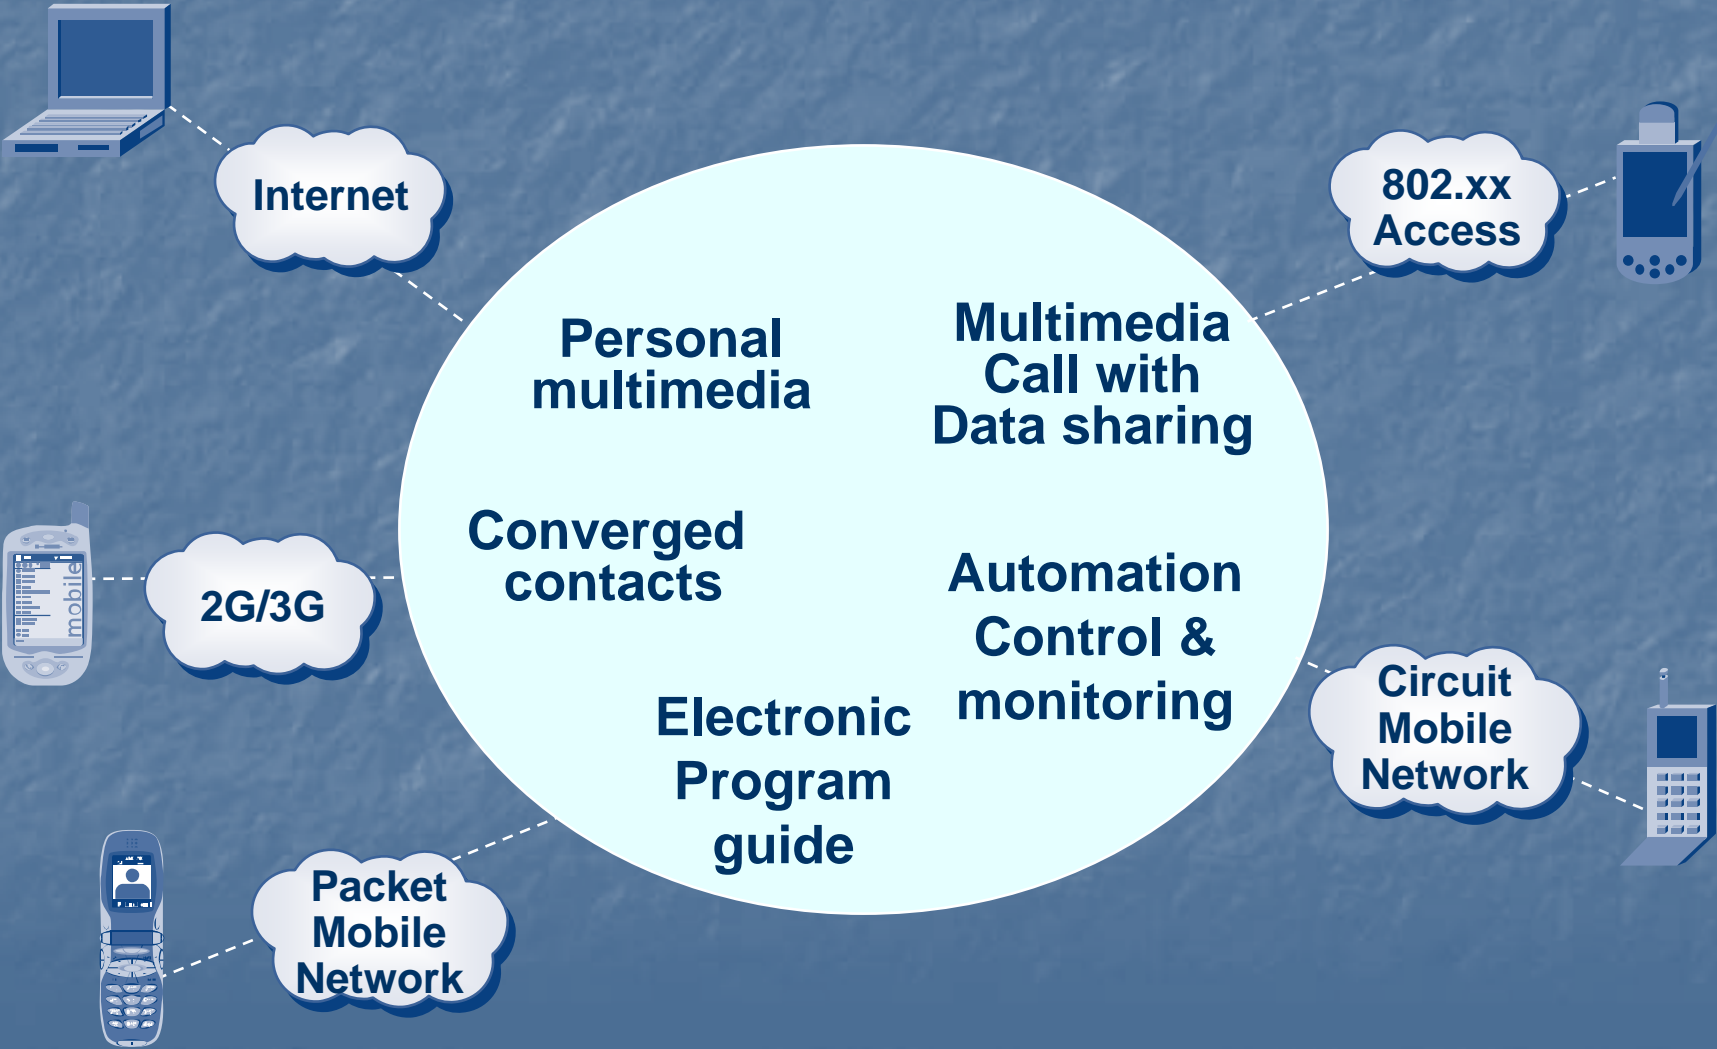 Internet
802.xx
Access
Personal
multimedia
Multimedia
Call with
Data sharing
Converged
contacts
Automation
Control &
monitoring
mobile
2G/3G
Electronic
Program
guide
Circuit
Mobile
Network
Packet
Mobile
Network